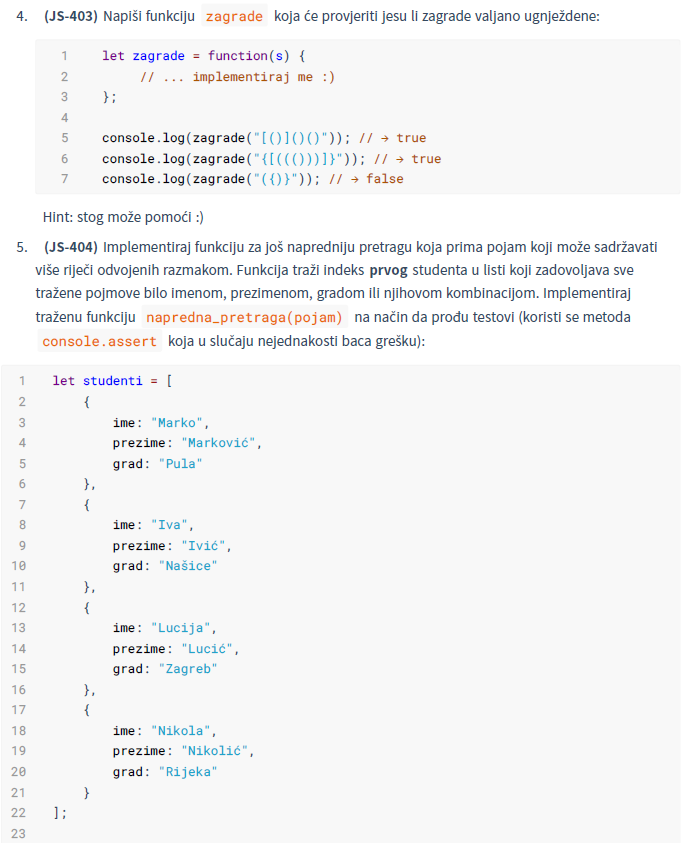 4. (JS-403) Napiši funkciju zagrade koja će provjeriti jesu li zagrade valjano ugnježdene:
1 let zagrade = function(s) {
2 // ... implementiraj me :)
3 };
4
5 console.log(zagrade("[()]()()")); // → true
6 console.log(zagrade("{[((()))]}")); // → true
7 console.log(zagrade("({)}")); // → false
Hint: stog može pomoći :)
5. (JS-404) Implementiraj funkciju za još napredniju pretragu koja prima pojam koji može sadržavati
više riječi odvojenih razmakom. Funkcija traži indeks prvog studenta u listi koji zadovoljava sve
tražene pojmove bilo imenom, prezimenom, gradom ili njihovom kombinacijom. Implementiraj
traženu funkciju napredna_pretraga(pojam) na način da prođu testovi (koristi se metoda
console.assert koja u slučaju nejednakosti baca grešku):
1 let studenti = [
2 {
3 ime: "Marko",
4 prezime: "Marković",
5 grad: "Pula"
6 },
7 {
8 ime: "Iva",
9 prezime: "Ivić",
10 grad: "Našice"
11 },
12 {
13 ime: "Lucija",
14 prezime: "Lucić",
15 grad: "Zagreb"
16 },
17 {
18 ime: "Nikola",
19 prezime: "Nikolić",
20 grad: "Rijeka"
21 }
22 ];
23